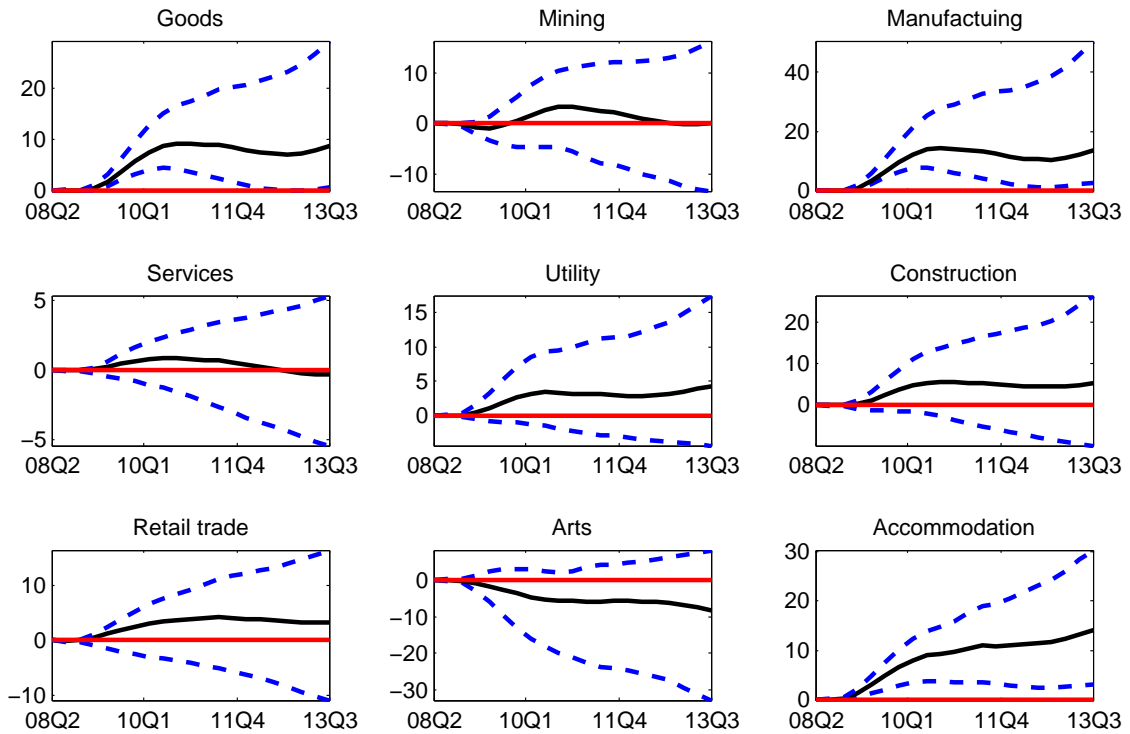 Goods Mining Manufactuing
20
10
0
08Q2 10Q1 11Q4 13Q3
10
0
−10
08Q2 10Q1 11Q4 13Q3
40
20
0
08Q2 10Q1 11Q4 13Q3
Services Utility Construction
5
0
−5
08Q2 10Q1 11Q4 13Q3
15
10
5
0
08Q2 10Q1 11Q4 13Q3
20
10
0
08Q2 10Q1 11Q4 13Q3
Retail trade Arts Accommodation
10
0
−10
08Q2 10Q1 11Q4 13Q3
0
−10
−20
−30
08Q2 10Q1 11Q4 13Q3
30
20
10
0
08Q2 10Q1 11Q4 13Q3